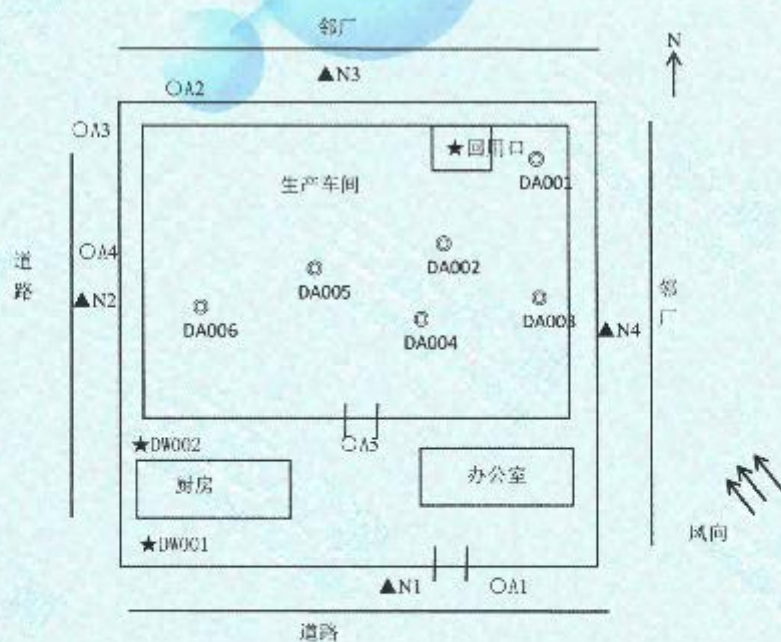 邻厂
N
▲N3
○A2
○A3
★回用口
◎
DA001
生产车间
◎
DA002
道路
○A4
◎
DA005
▲N2
◎
DA006
◎
DA004
◎
DA003
邻厂
▲N4
★DW002
○A5
厨房
办公室
风向
★DW001
▲N1
○A1
道路